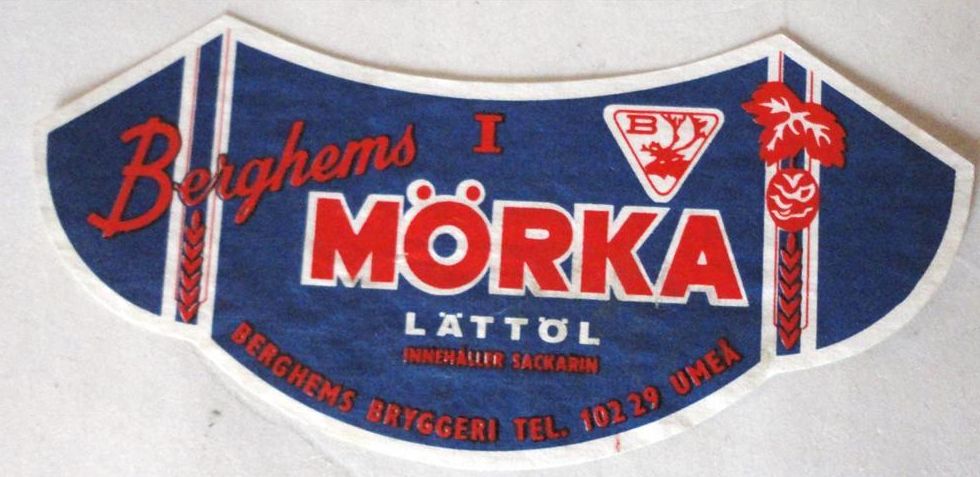 Berghems I
B
MÖRKA
LÄTTÖL
INNEHÅLLER SACKARIN
BERGHEMS BRYGGERI TEL. 102 29 UMEÅ